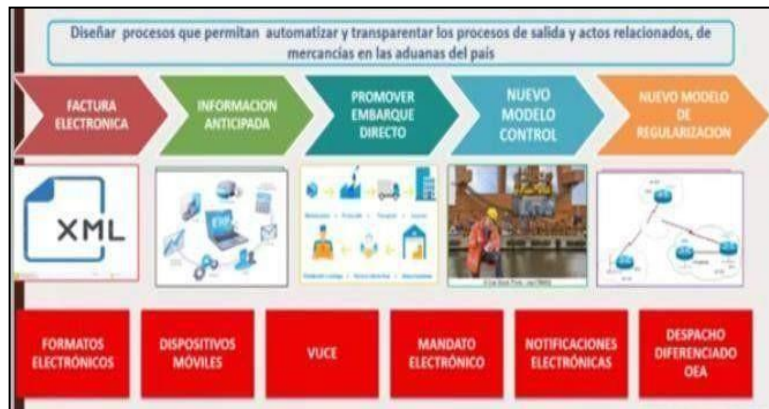 Diseñar procesos que permitan automatizar y transparentar los procesos de salida y actos relacionados, de
mercancías en las aduanas del país
FACTURA
ELECTRONICA
INFORMACION
ANTICIPADA
PROMOVER
EMBARQUE
DIRECTO
NUEVO
MODELO
CONTROL
NUEVO MODELO
DE
REGULARIZACION
XML
ERP
FORMATOS
ELECTRÓNICOS
DISPOSITIVOS
MÓVILES
VUCE
MANDATO
ELECTRÓNICO
NOTIFICACIONES
ELECTRÓNICAS
DESPACHO
DIFERENCIADO
OEA